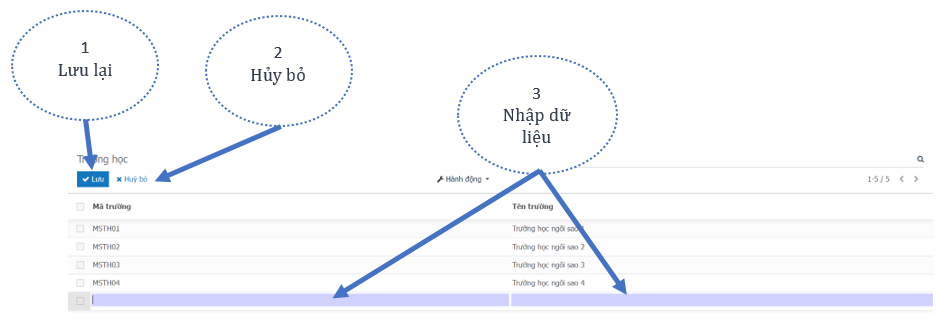 1
Lưu lại
2
Hủy bỏ
3
Nhập dữ
liệu
Trường học
Lưu
Huỷ bỏ
Hành động
1-5 / 5
Mã trường
Tên trường
MSTH01
Trường học ngôi sao 1
MSTH02
Trường học ngôi sao 2
MSTH03
Trường học ngôi sao 3
MSTH04
Trường học ngôi sao 4